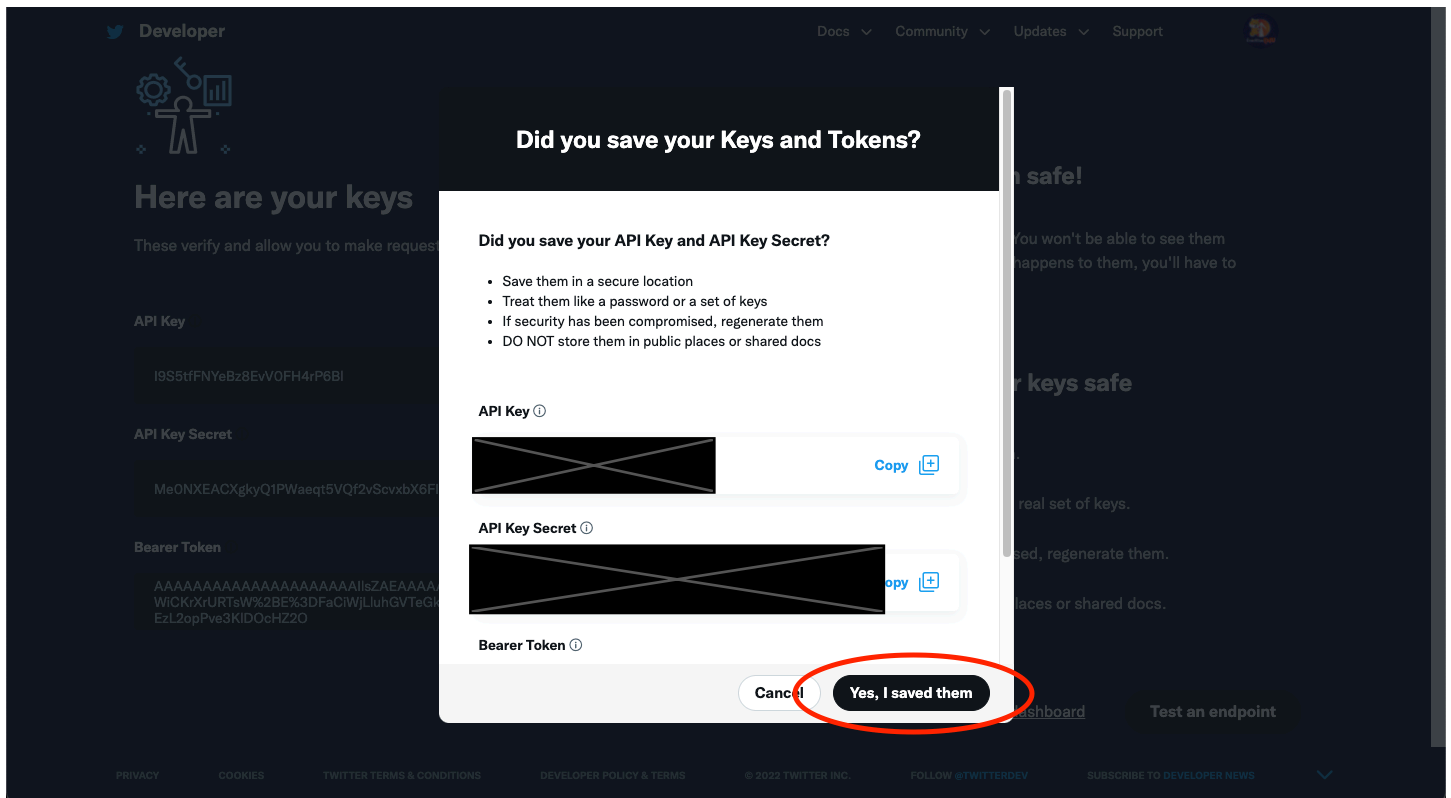 Developer
Docs
Community
Updates
Support
Here are your keys
These verify and allow you to make request
API Key
API Key Secret
Bearer Token
Did you save your Keys and Tokens?
Did you save your API Key and API Key Secret?
Save them in a secure location
Treat them like a password or a set of keys
If security has been compromised, regenerate them
DO NOT store them in public places or shared docs
API Key
Copy
API Key Secret
opy
Bearer Token
Cancel
Yes, I saved them
safe!
You won't be able to see them
happens to them, you'll have to
keys safe
real set of keys.
sed, regenerate them.
laces or shared docs.
ashboard
Test an endpoint
PRIVACY
COOKIES
TWITTER TERMS & CONDITIONS
DEVELOPER POLICY & TERMS
© 2022 TWITTER INC.
FOLLOW @TWITTERDEV
SUBSCRIBE TO DEVELOPER NEWS